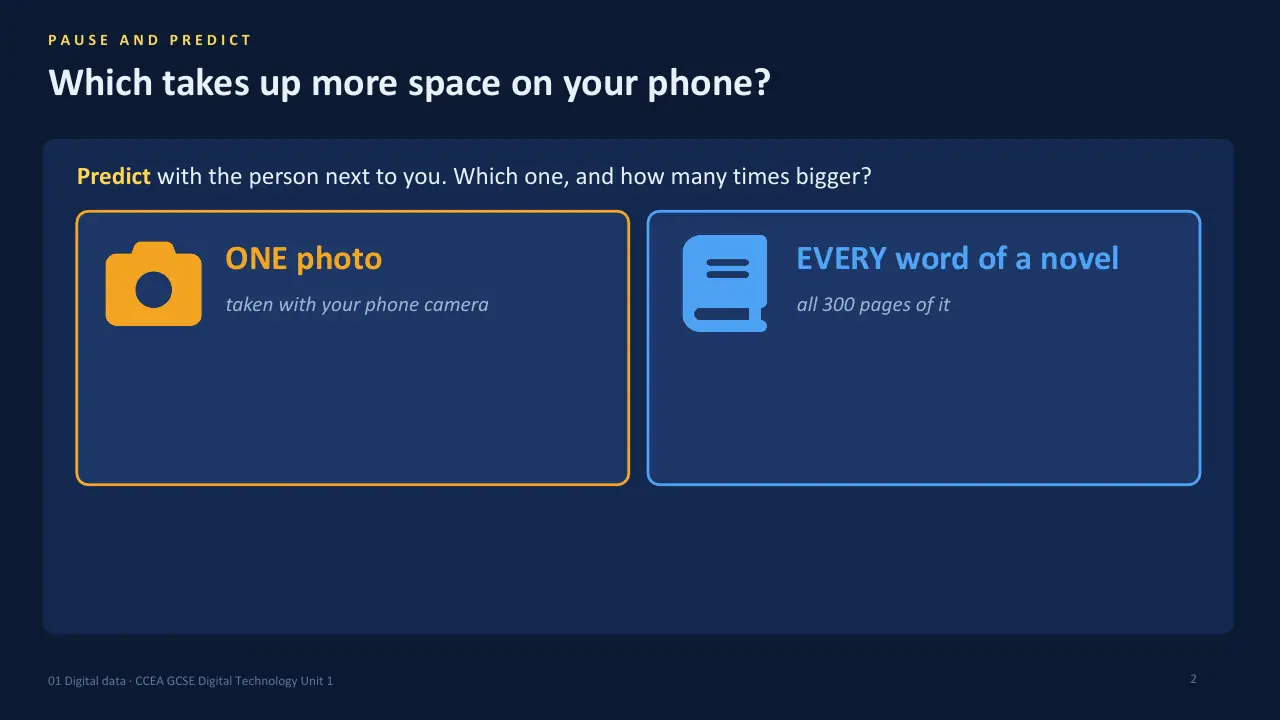 PAUSE AND PREDICT
Which takes up more space on your phone?
Predict with the person next to you. Which one, and how many times bigger?
ONE photo
taken with your phone camera
EVERY word of a novel
all 300 pages of it
01 Digital data · CCEA GCSE Digital Technology Unit 1
2